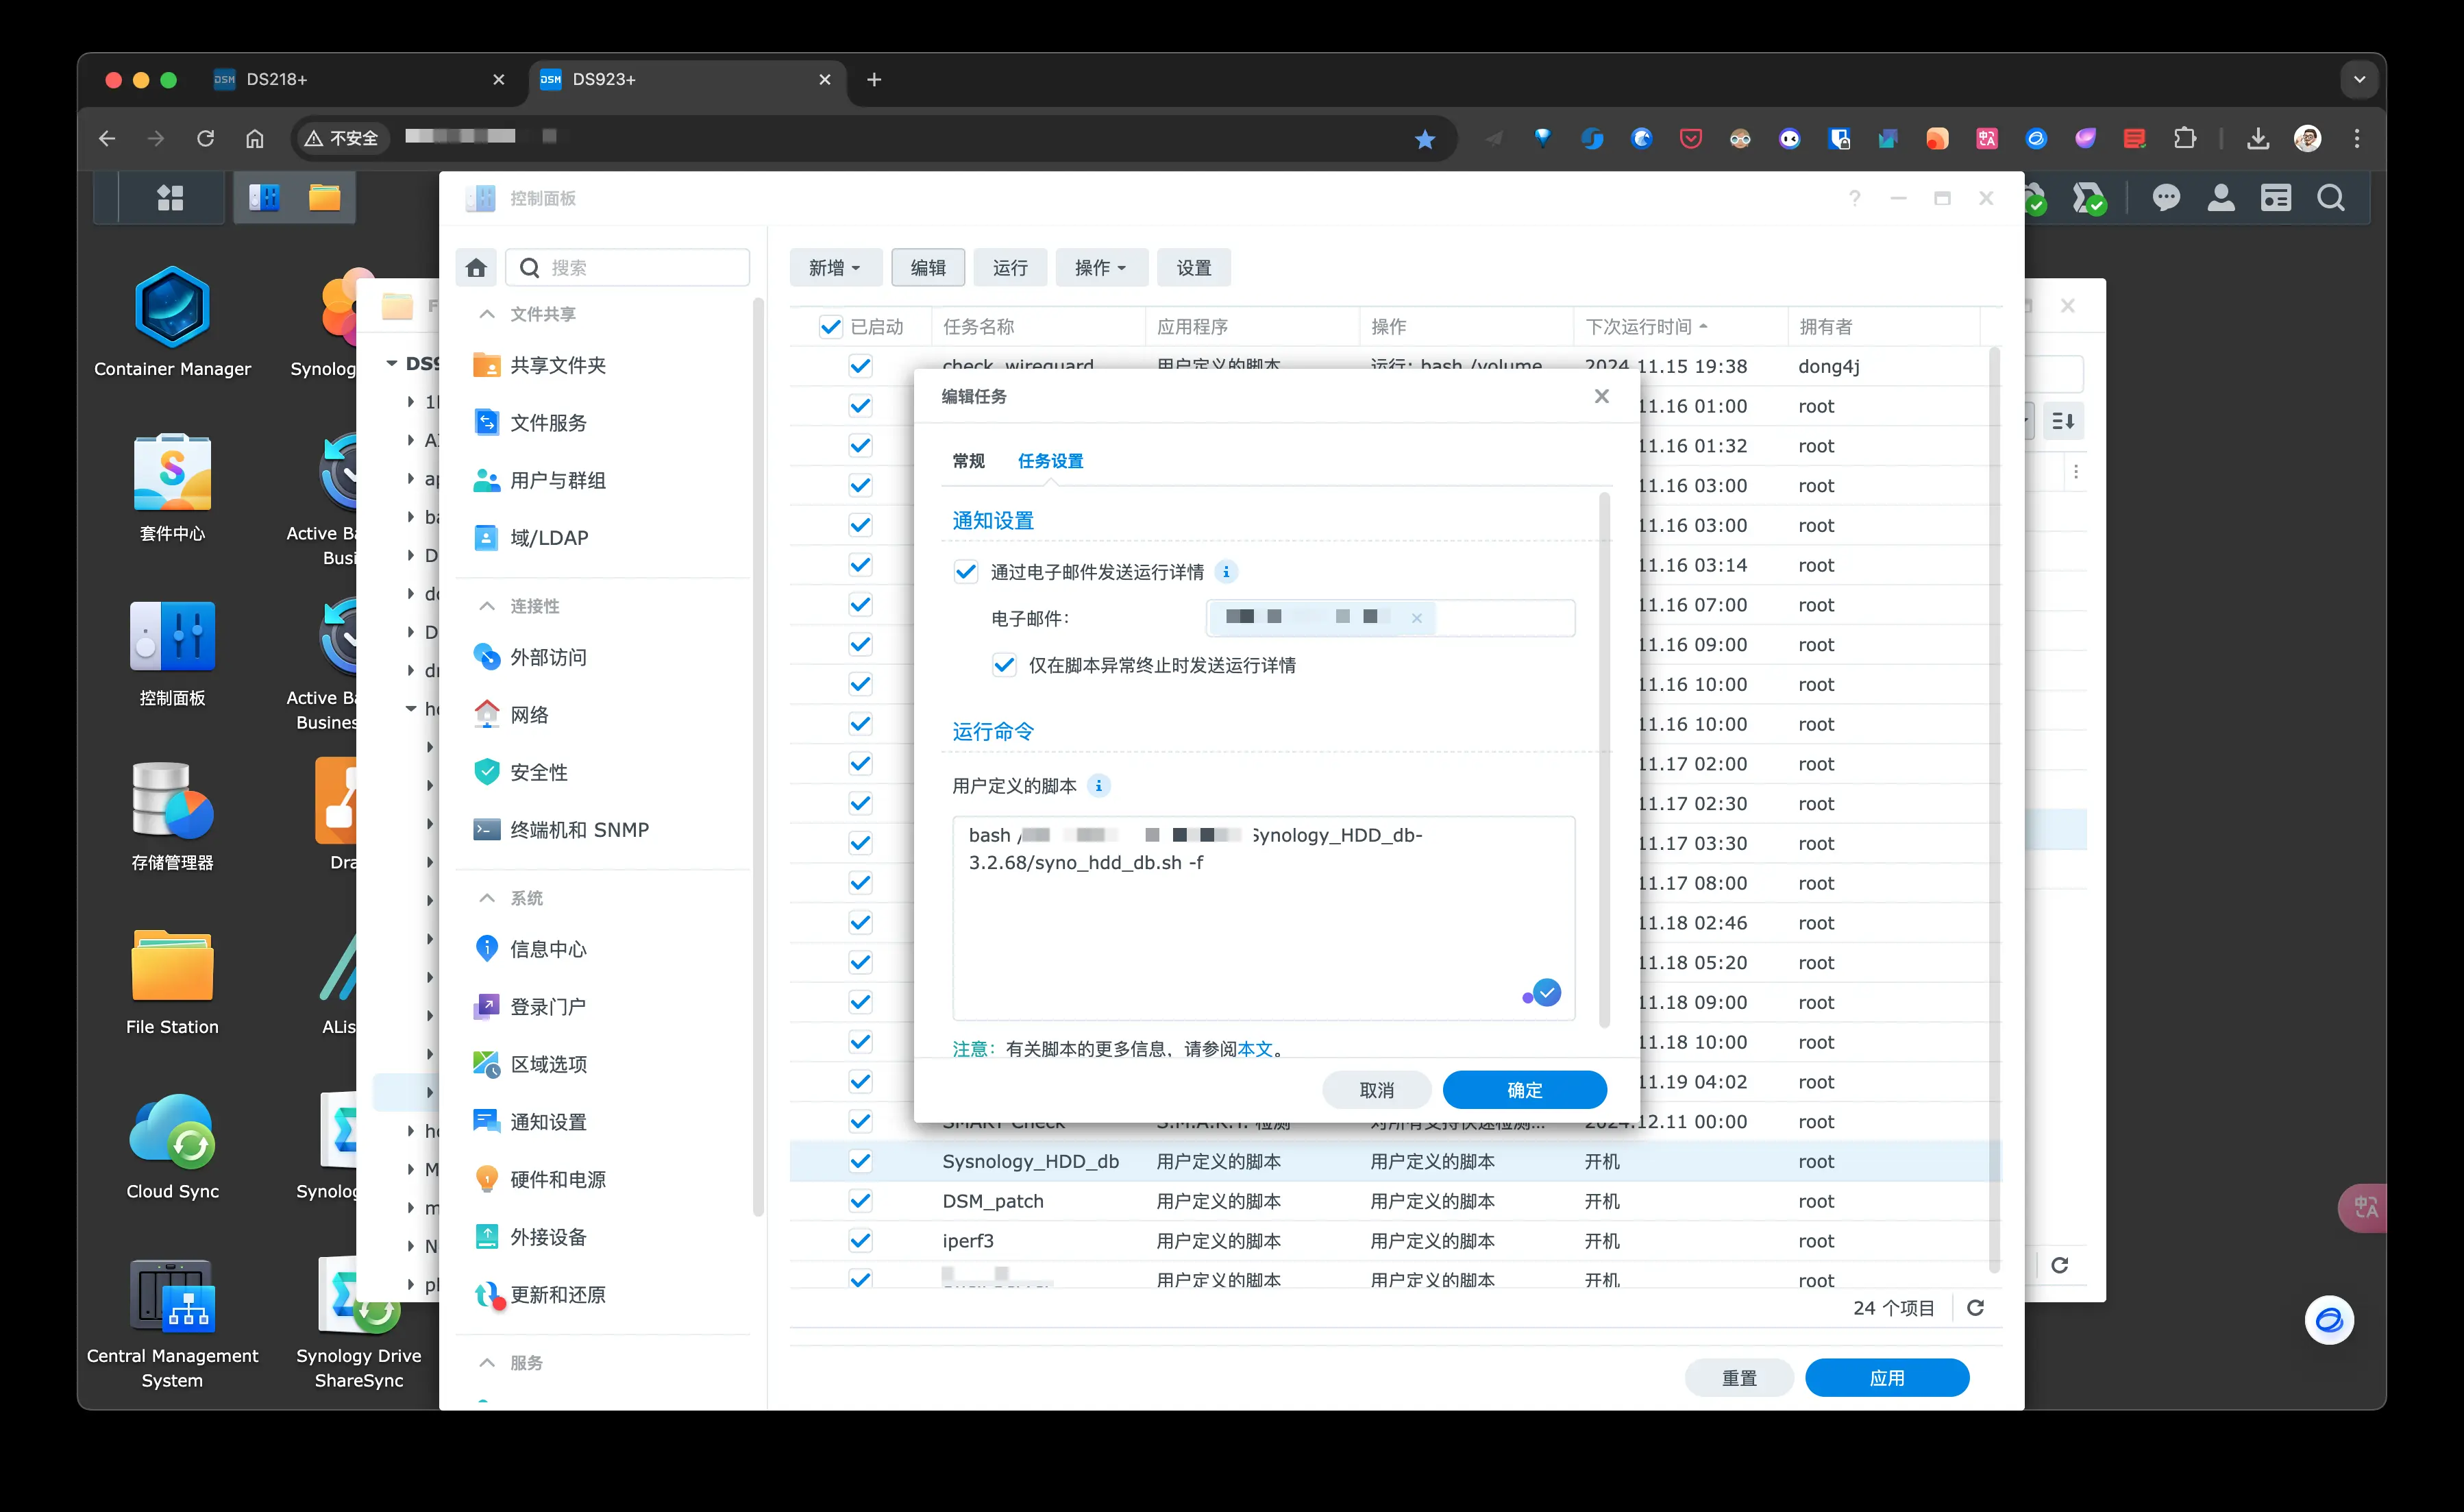 DS218+
DS923+
不安全
控制面板
搜索
新增
编辑
运行
操作
设置
Container Manager
Synolog
套件中心
Active Ba
Busi
控制面板
Active Ba
Business
存储管理器
Dra
File Station
ALis
Cloud Sync
Synolog
Central Management
System
Synology Drive
ShareSync
F
DS9
文件共享
共享文件夹
文件服务
用户与群组
域/LDAP
连接性
外部访问
网络
安全性
终端机和 SNMP
系统
信息中心
登录门户
区域选项
通知设置
硬件和电源
外接设备
更新和还原
服务
已启动 任务名称 应用程序 操作 下次运行时间 拥有者
check_wireguard 用户定义的脚本 运行: bash /volume 2024.11.15 19:38 dong4j
11.16 01:00 root
11.16 01:32 root
11.16 03:00 root
11.16 03:00 root
11.16 03:14 root
11.16 07:00 root
11.16 09:00 root
11.16 10:00 root
11.16 10:00 root
11.17 02:00 root
11.17 02:30 root
11.17 03:30 root
11.17 08:00 root
11.18 02:46 root
11.18 05:20 root
11.18 09:00 root
11.18 10:00 root
11.19 04:02 root
SMART Check S.M.A.R.T. 检测 对所有支持快速检测... 2024.12.11 00:00 root
Sysnology_HDD_db 用户定义的脚本 用户定义的脚本 开机 root
DSM_patch 用户定义的脚本 用户定义的脚本 开机 root
iperf3 用户定义的脚本 用户定义的脚本 开机 root
用户定义的脚本 用户定义的脚本 开机 root
24 个项目
重置
应用
编辑任务
常规
任务设置
通知设置
通过电子邮件发送运行详情
电子邮件:
仅在脚本异常终止时发送运行详情
运行命令
用户定义的脚本
bash / Synology_HDD_db-
3.2.68/syno_hdd_db.sh -f
注意: 有关脚本的更多信息，请参阅本文。
取消
确定